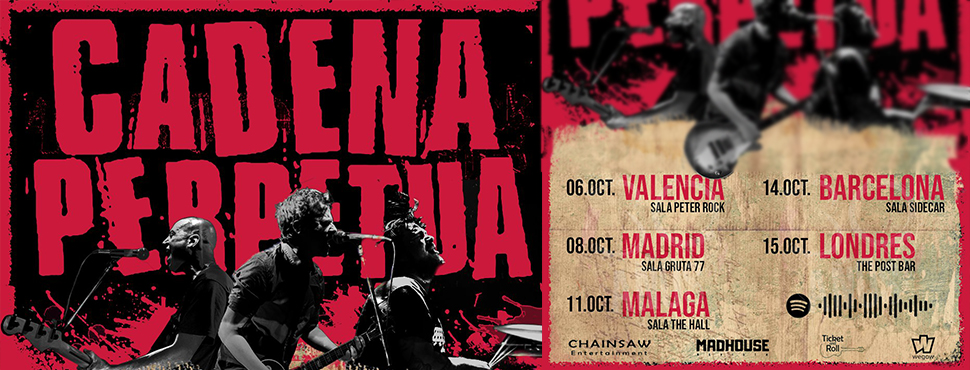 CADENA
PERPETUA
PERPETUA
06.OCT. VALENCIA
SALA PETER ROCK
08.OCT. MADRID
SALA GRUTA 77
11.OCT. MALAGA
SALA THE HALL
14.OCT. BARCELONA
SALA SIDECAR
15.OCT. LONDRES
THE POST BAR
CHAINSAW
Entertainment
MADHOUSE
Ticket
Roll
wegow